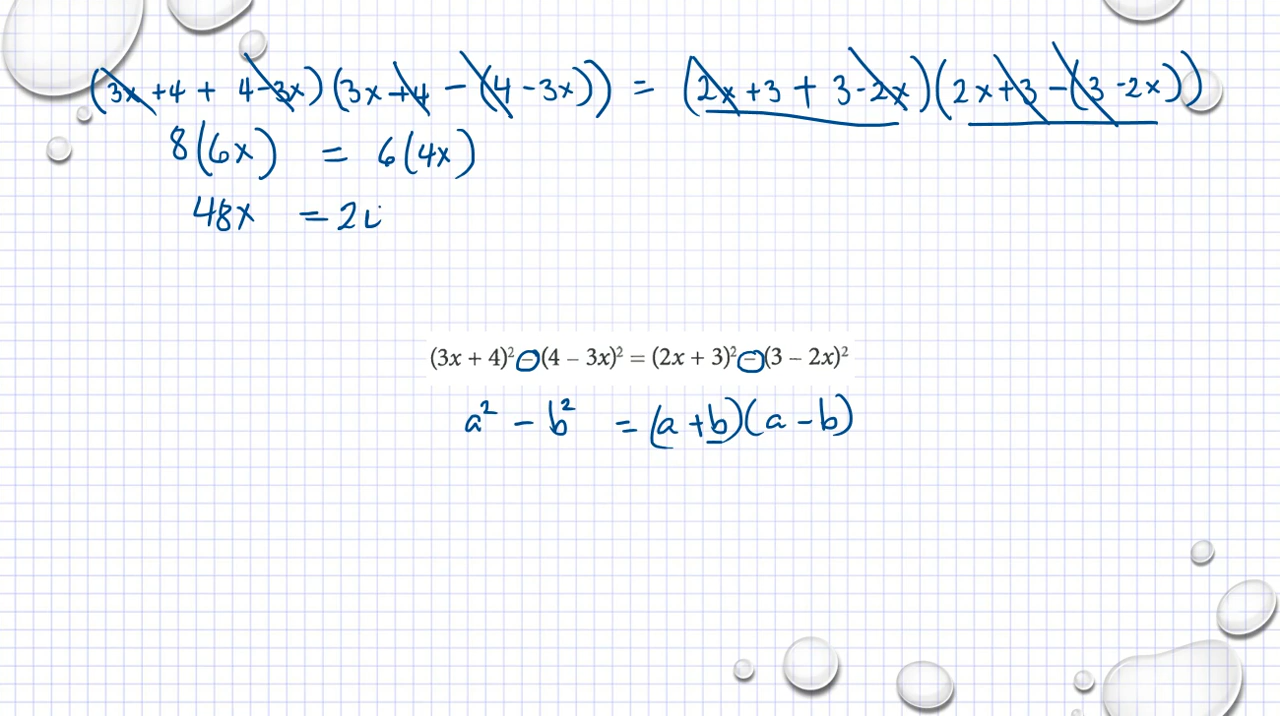 (3x +4 + 4-3x)(3x +4 - (4 - 3x)) = (2x +3 + 3-2x)(2x+3 -(3 -2x))
8(6x) = 6(4x)
48x = 2
(3x + 4)² – (4 – 3x)² = (2x + 3)² – (3 – 2x)²
a² - b² = (a +b)(a - b)